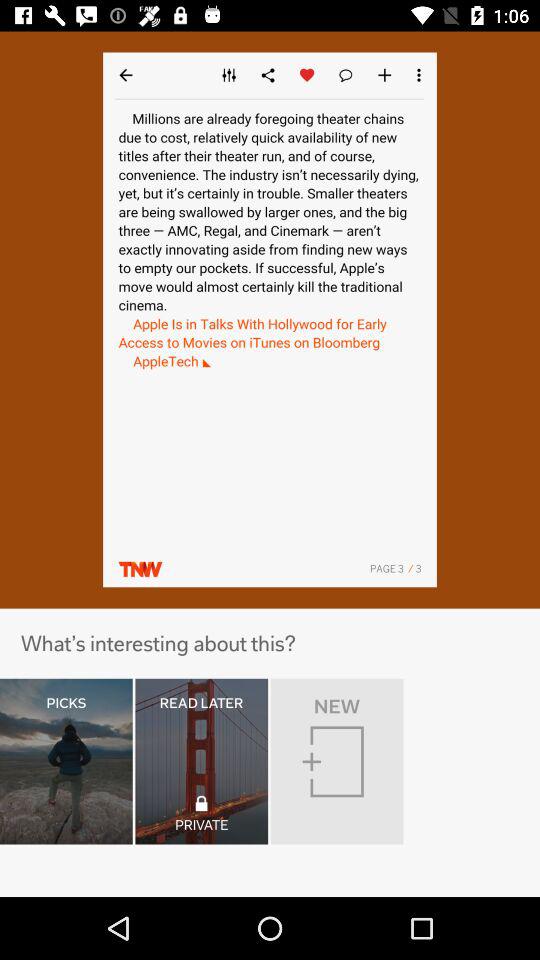 FAKE
1:06
Millions are already foregoing theater chains
due to cost, relatively quick availability of new
titles after their theater run, and of course,
convenience. The industry isn’t necessarily dying,
yet, but it’s certainly in trouble. Smaller theaters
are being swallowed by larger ones, and the big
three — AMC, Regal, and Cinemark — aren’t
exactly innovating aside from finding new ways
to empty our pockets. If successful, Apple’s
move would almost certainly kill the traditional
cinema.
Apple Is in Talks With Hollywood for Early
Access to Movies on iTunes on Bloomberg
AppleTech
TNW
PAGE 3 / 3
What’s interesting about this?
PICKS
READ LATER
PRIVATE
NEW